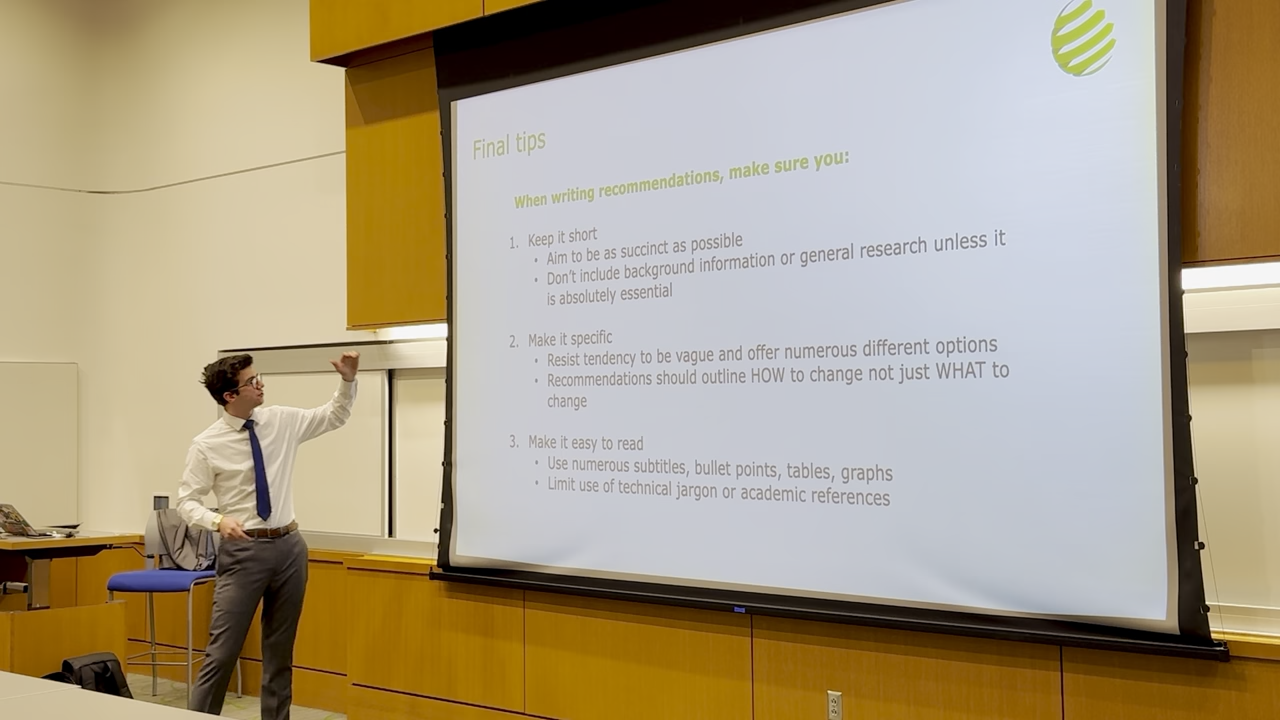 Final tips
When writing recommendations, make sure you:
1. Keep it short
• Aim to be as succinct as possible
• Don't include background information or general research unless it
is absolutely essential
2. Make it specific
• Resist tendency to be vague and offer numerous different options
• Recommendations should outline HOW to change not just WHAT to
change
3. Make it easy to read
• Use numerous subtitles, bullet points, tables, graphs
• Limit use of technical jargon or academic references